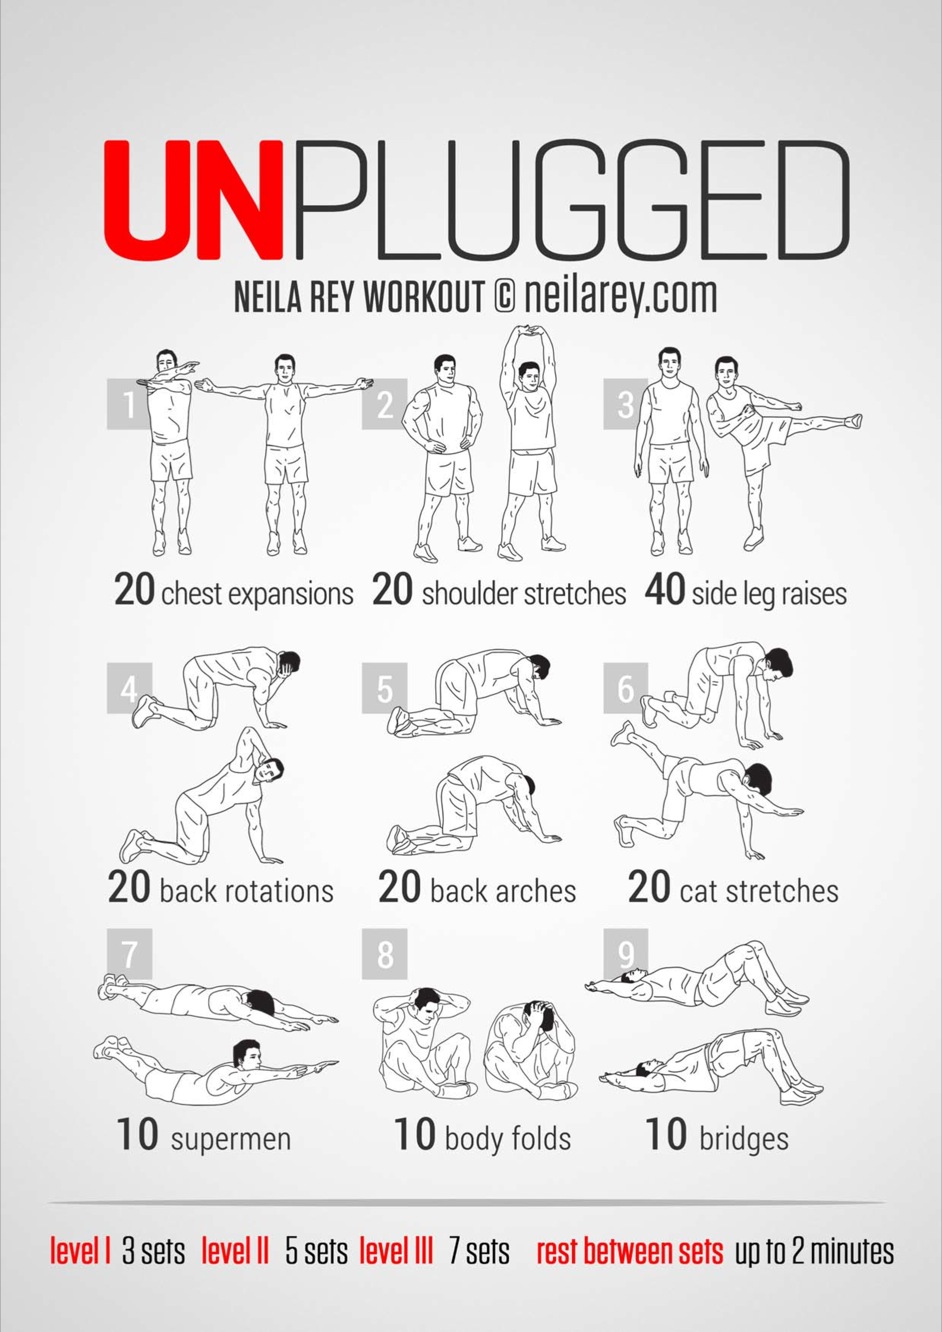 UNPLUGGED
NEILA REY WORKOUT © neilarey.com
1
2
3
20 chest expansions
20 shoulder stretches
40 side leg raises
4
5
6
20 back rotations
20 back arches
20 cat stretches
7
8
9
10 supermen
10 body folds
10 bridges
level I 3 sets level II 5 sets level III 7 sets rest between sets up to 2 minutes